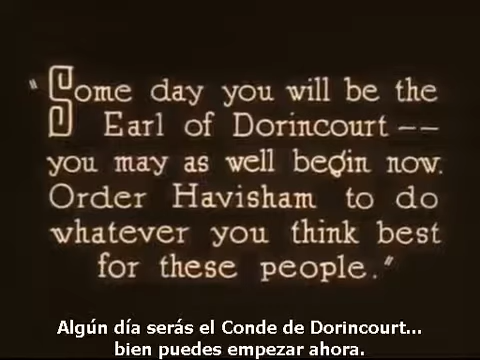 "Some day you will be the
Earl of Dorincourt --
you may as well begin now.
Order Havisham to do
whatever you think best
for these people."
Algún día serás el Conde de Dorincourt...
bien puedes empezar ahora.